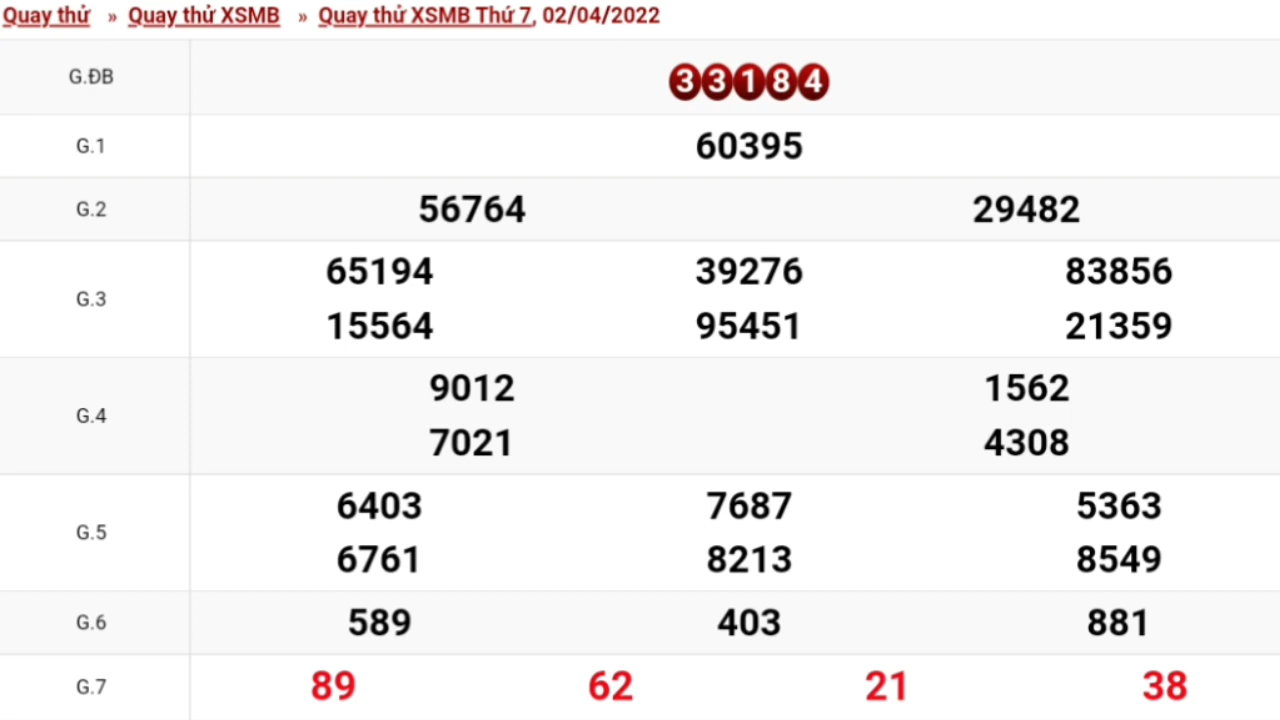 Quay thử » Quay thử XSMB » Quay thử XSMB Thứ 7, 02/04/2022
G.ĐB 33184
G.1 60395
G.2 56764 29482
G.3 65194 39276 83856
15564 95451 21359
G.4 9012 1562
7021 4308
G.5 6403 7687 5363
6761 8213 8549
G.6 589 403 881
G.7 89 62 21 38